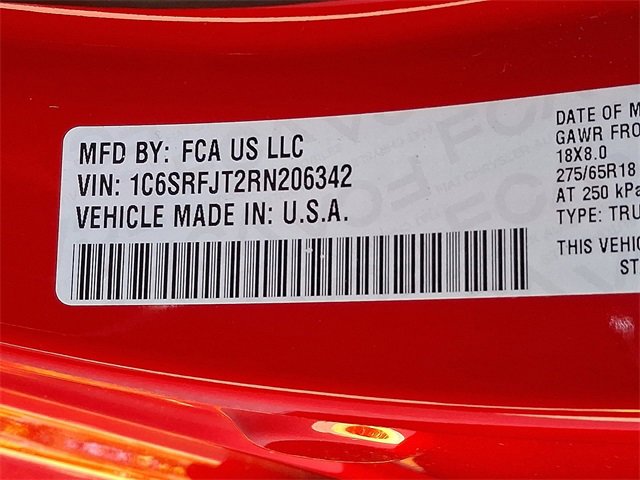 MFD BY: FCA US LLC
VIN: 1C6SRFJT2RN206342
VEHICLE MADE IN: U.S.A.
DATE OF M
GAWR FRO
18X8.0
275/65R18
AT 250 kPa
TYPE: TRU
THIS VEHIC
ST